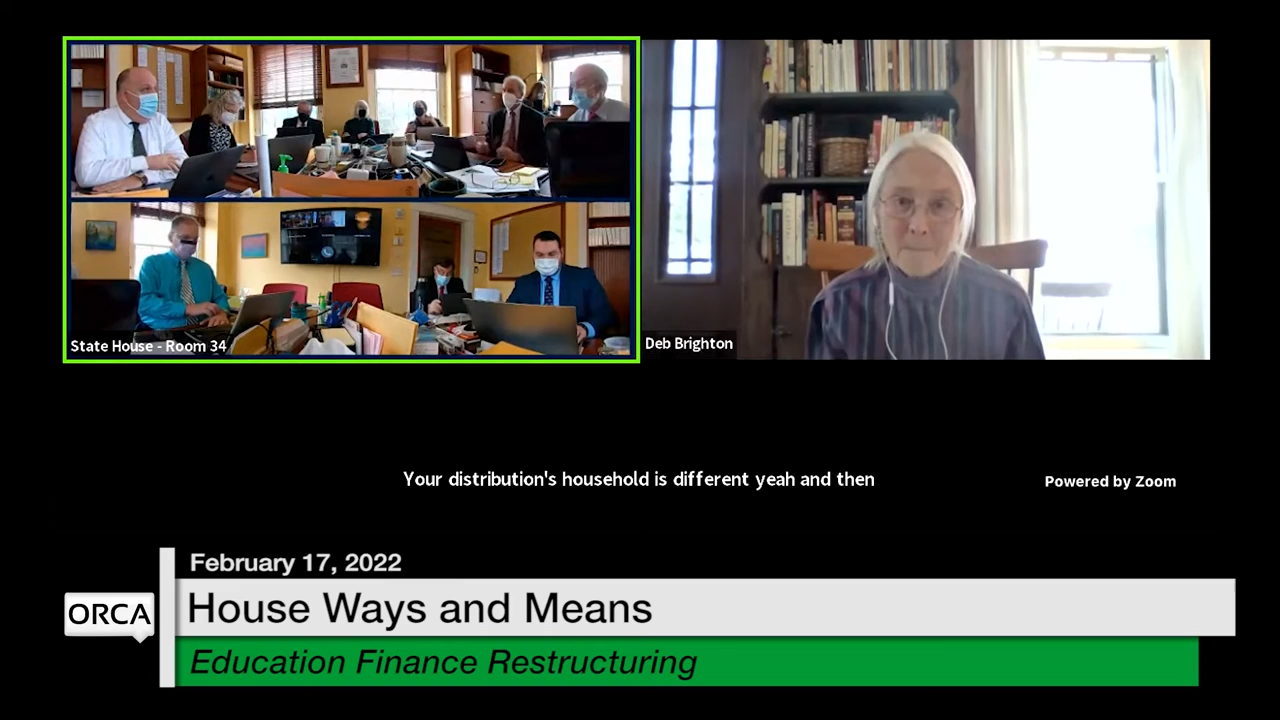 State House - Room 34
Deb Brighton
Your distribution's household is different yeah and then
Powered by Zoom
February 17, 2022
ORCA
House Ways and Means
Education Finance Restructuring